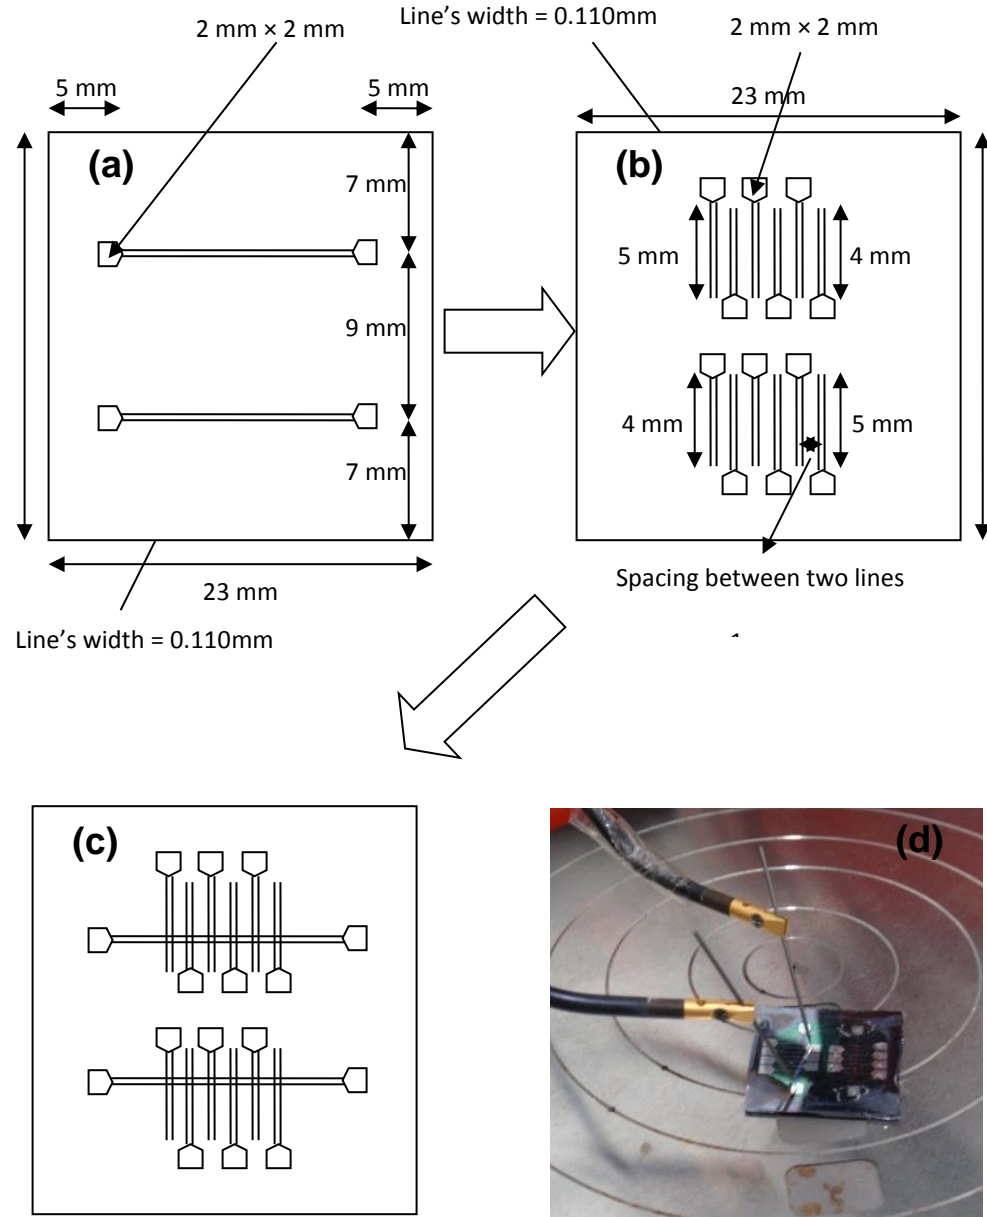 Line's width = 0.110mm
2 mm × 2 mm
2 mm × 2 mm
5 mm
5 mm
23 mm
(a)
(b)
7 mm
5 mm
4 mm
9 mm
4 mm
5 mm
7 mm
23 mm
Spacing between two lines
Line's width = 0.110mm
(c)
(d)